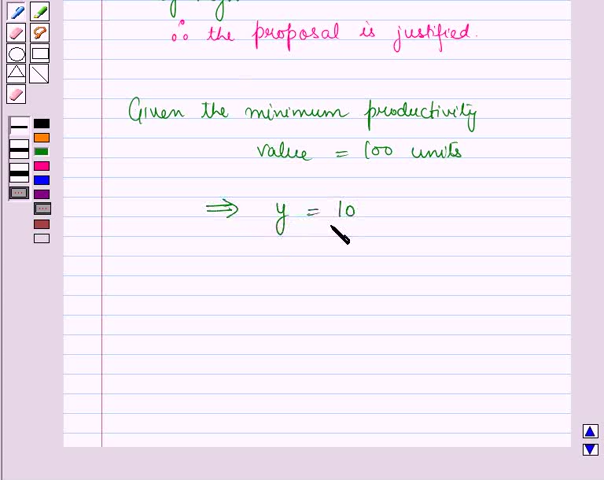 ∴ the proposal is justified.
Given the minimum productivity
value = 100 units
⇒ y = 10